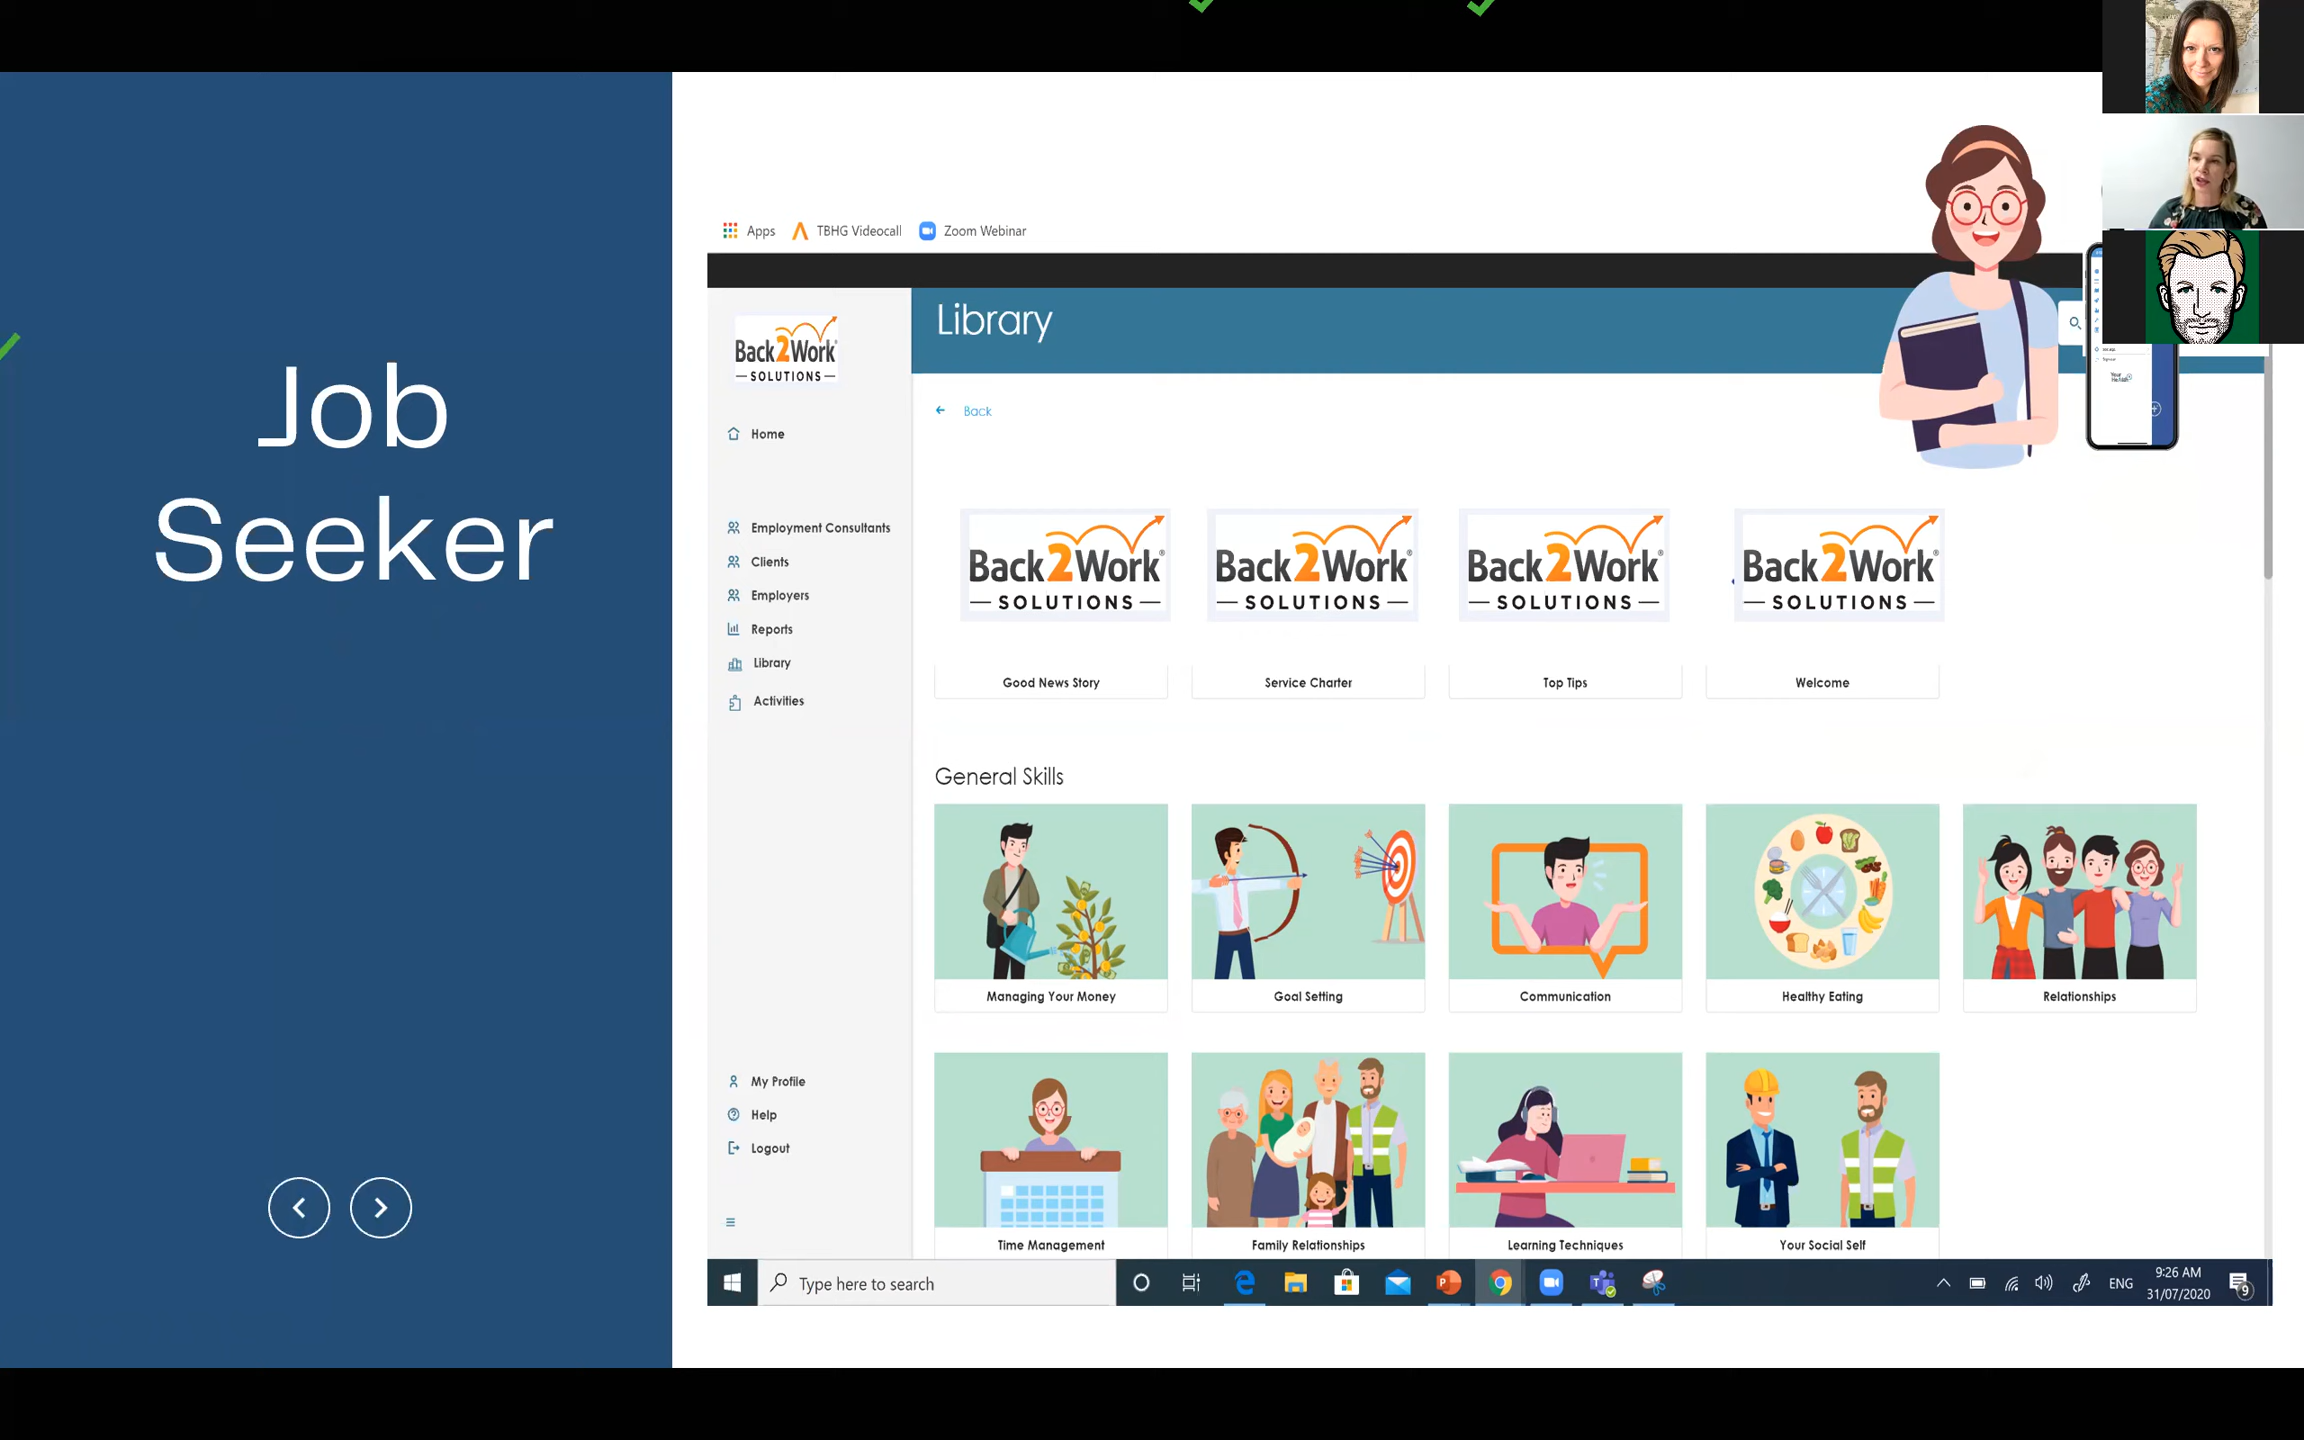 Job
Seeker
Apps
TBHG Videocall
Zoom Webinar
Back2Work
SOLUTIONS
Library
Back
Home
Employment Consultants
Clients
Employers
Reports
Library
Activities
My Profile
Help
Logout
Back2Work®
SOLUTIONS
Back2Work®
SOLUTIONS
Back2Work®
SOLUTIONS
Back2Work®
SOLUTIONS
Good News Story
Service Charter
Top Tips
Welcome
General Skills
Managing Your Money
Goal Setting
Communication
Healthy Eating
Relationships
Time Management
Family Relationships
Learning Techniques
Your Social Self
Type here to search
ENG
9:26 AM
31/07/2020
9